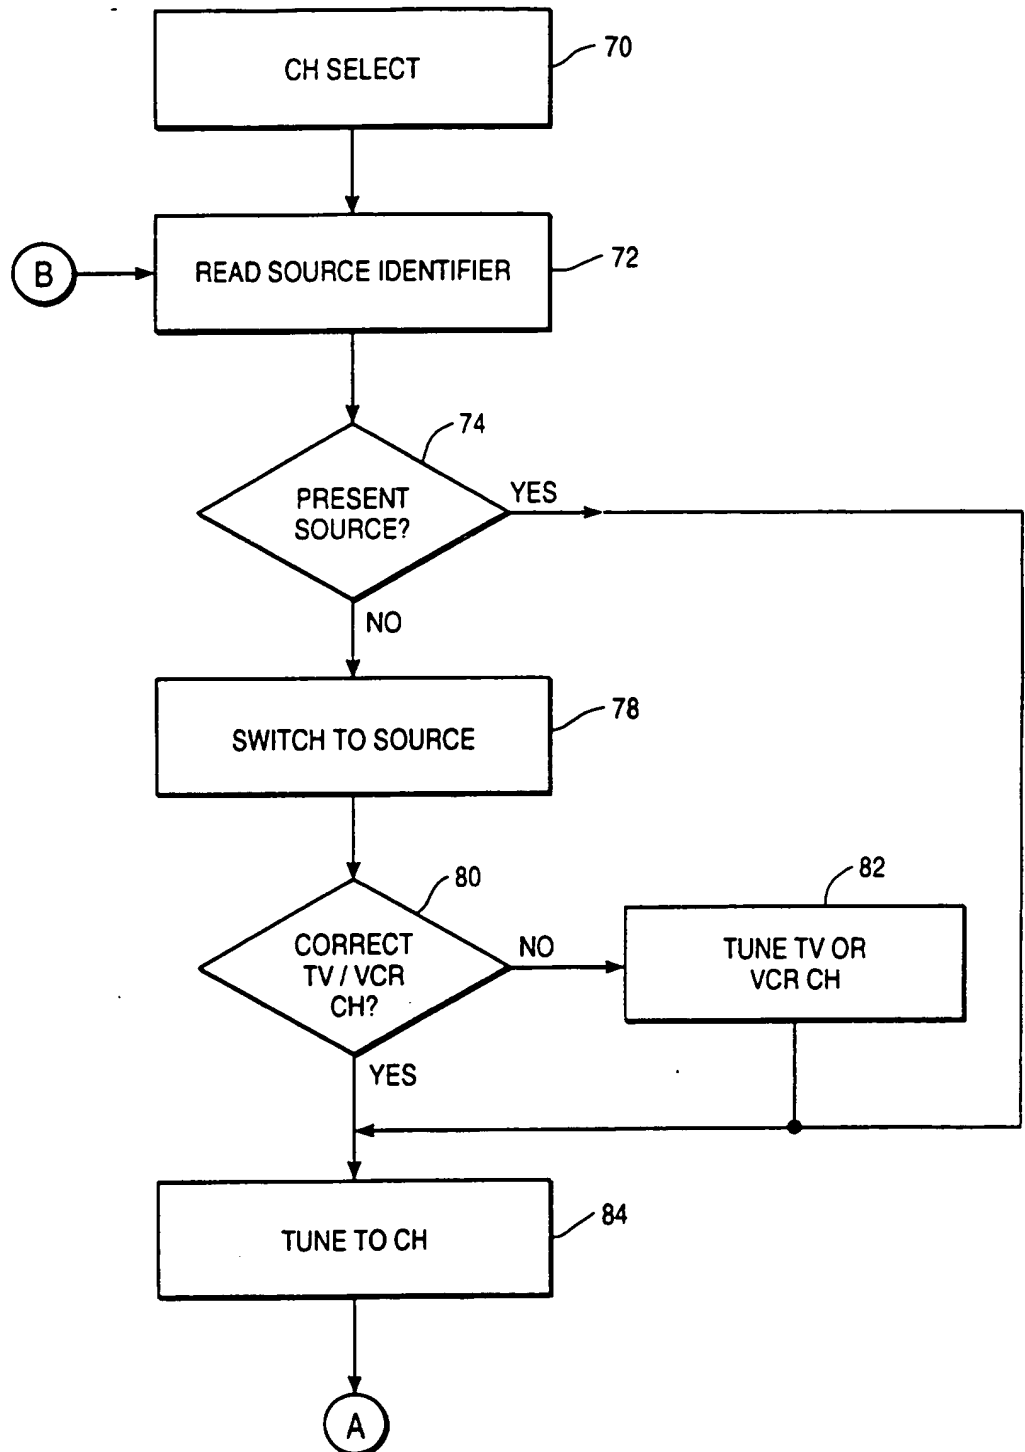 CH SELECT
70
B
READ SOURCE IDENTIFIER
72
74
PRESENT
SOURCE?
YES
NO
SWITCH TO SOURCE
78
80
CORRECT
TV / VCR
CH?
NO
82
TUNE TV OR
VCR CH
YES
TUNE TO CH
84
A